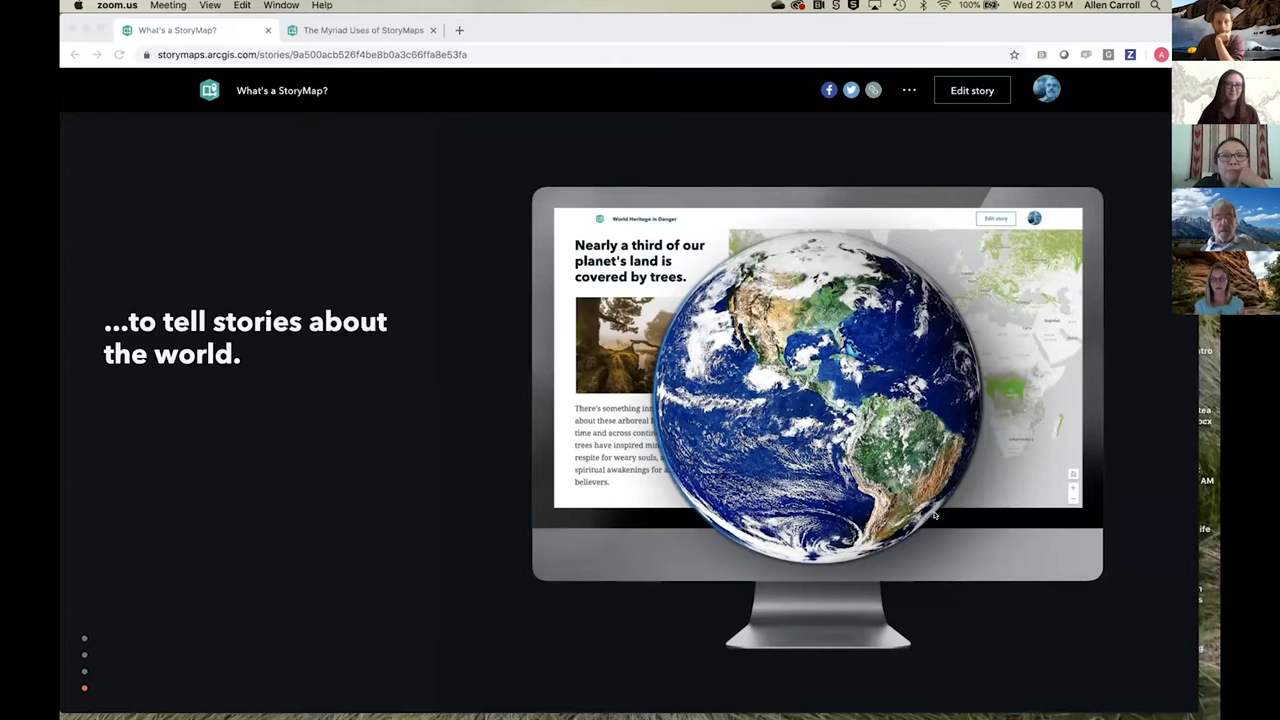 zoom.us Meeting View Edit Window Help 100% Wed 2:03 PM Allen Carroll
What's a StoryMap? The Myriad Uses of StoryMaps
storymaps.arcgis.com/stories/9a500acb526f4be8b0a3c66ffa8e53fa
What's a StoryMap? Edit story
World Heritage in Danger Edit story
Nearly a third of our
planet's land is
covered by trees.
...to tell stories about
the world.
There's something inn
about these arboreal
time and across contin
trees have inspired
respite for weary souls, a
spiritual awakenings for
believers.
AM